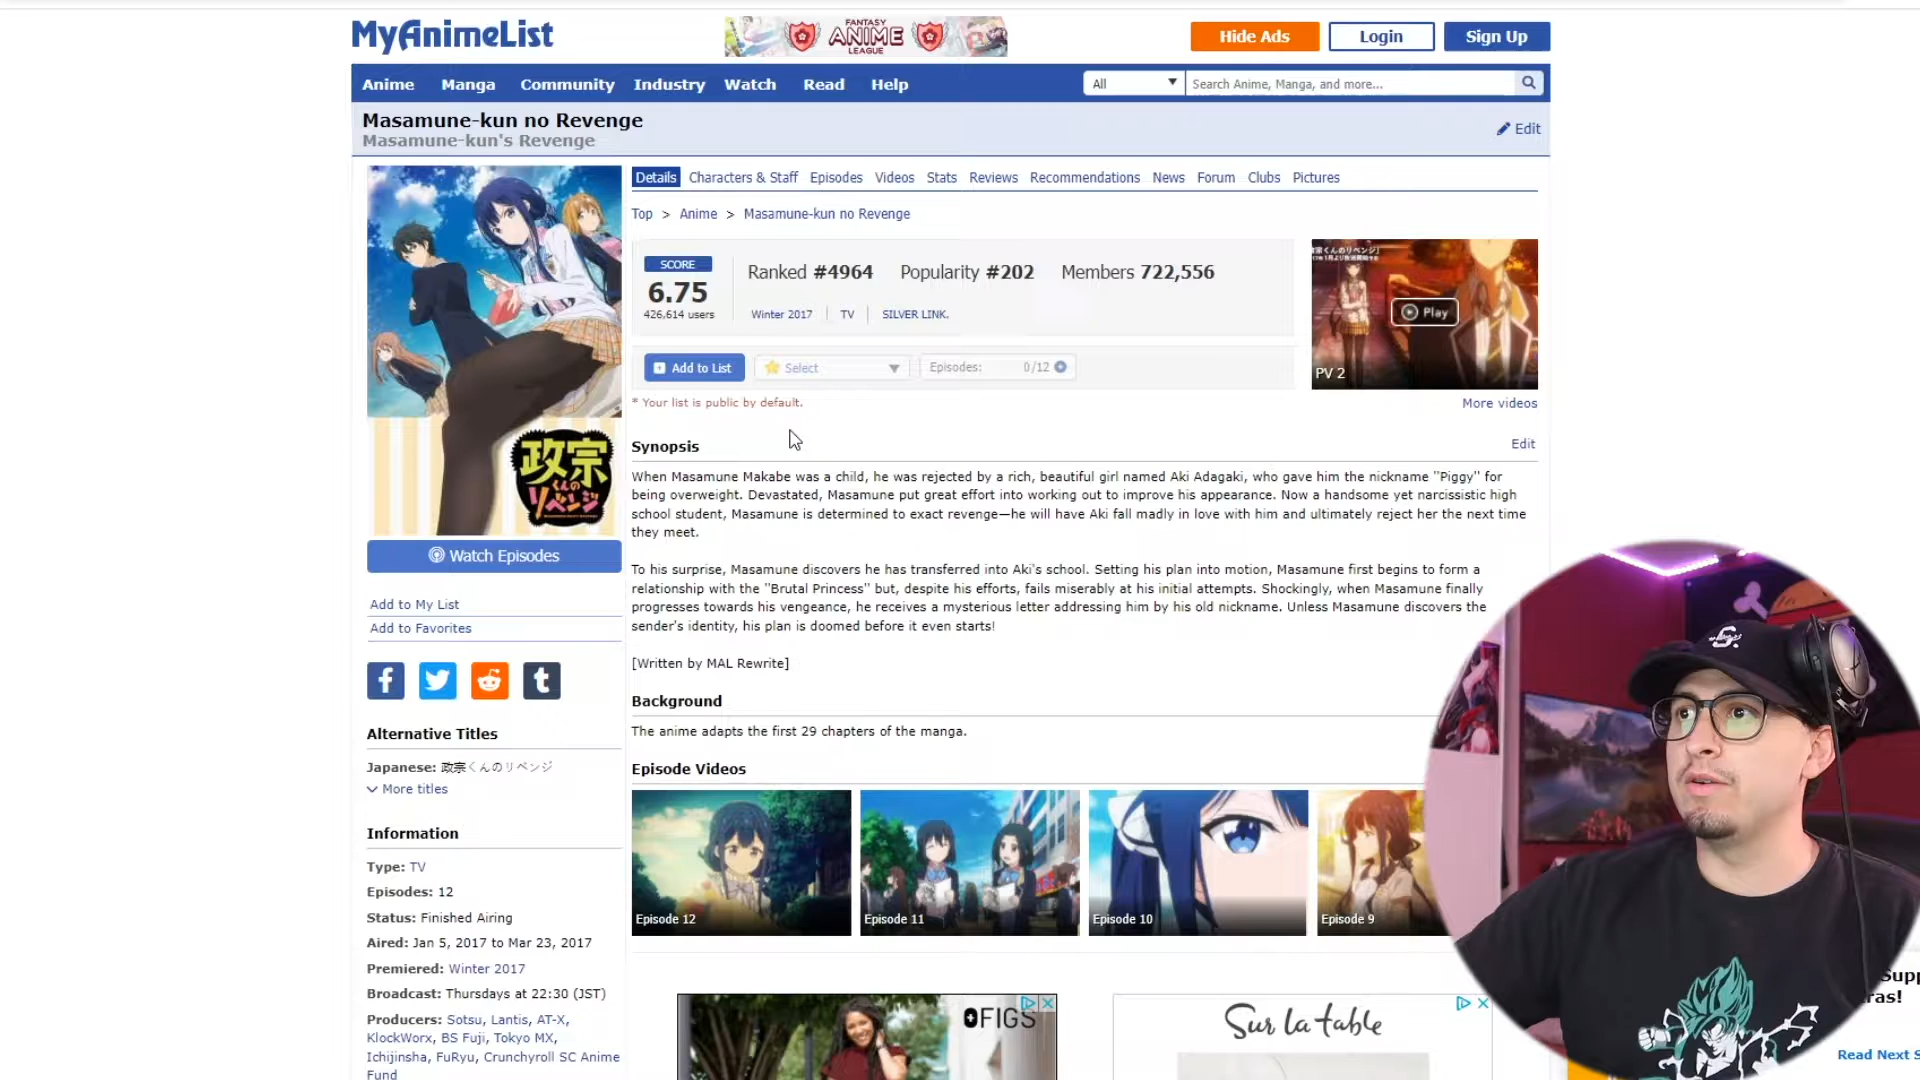 MyAnimeList
FANTASY
ANIME
LEAGUE
Hide Ads
Login
Sign Up
Anime
Manga
Community
Industry
Watch
Read
Help
All
Search Anime, Manga, and more...
Masamune-kun no Revenge
Masamune-kun's Revenge
Edit
Details
Characters & Staff
Episodes
Videos
Stats
Reviews
Recommendations
News
Forum
Clubs
Pictures
Top > Anime > Masamune-kun no Revenge
SCORE
6.75
426,614 users
Ranked #4964
Popularity #202
Members 722,556
Winter 2017
TV
SILVER LINK.
Play
PV 2
Add to List
Select
Episodes: 0/12
* Your list is public by default.
More videos
Synopsis
Edit
When Masamune Makabe was a child, he was rejected by a rich, beautiful girl named Aki Adagaki, who gave him the nickname "Piggy" for
being overweight. Devastated, Masamune put great effort into working out to improve his appearance. Now a handsome yet narcissistic high
school student, Masamune is determined to exact revenge—he will have Aki fall madly in love with him and ultimately reject her the next time
they meet.
To his surprise, Masamune discovers he has transferred into Aki's school. Setting his plan into motion, Masamune first begins to form a
relationship with the "Brutal Princess" but, despite his efforts, fails miserably at his initial attempts. Shockingly, when Masamune finally
progresses towards his vengeance, he receives a mysterious letter addressing him by his old nickname. Unless Masamune discovers the
sender's identity, his plan is doomed before it even starts!
[Written by MAL Rewrite]
Background
The anime adapts the first 29 chapters of the manga.
Episode Videos
Episode 12
Episode 11
Episode 10
Episode 9
政宗
くんの
リベンジ
Watch Episodes
Add to My List
Add to Favorites
Alternative Titles
Japanese: 政宗くんのリベンジ
More titles
Information
Type: TV
Episodes: 12
Status: Finished Airing
Aired: Jan 5, 2017 to Mar 23, 2017
Premiered: Winter 2017
Broadcast: Thursdays at 22:30 (JST)
Producers: Sotsu, Lantis, AT-X,
KlockWorx, BS Fuji, Tokyo MX,
Ichijinsha, FuRyu, Crunchyroll SC Anime
Fund
FIGS
Sur la table
Read Next